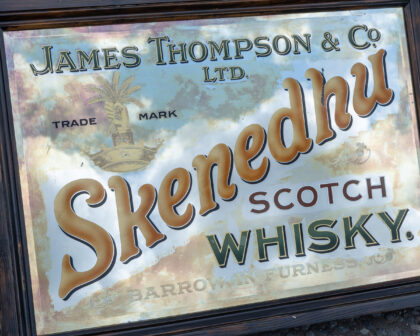 JAMES THOMPSON & CO.
LTD.
TRADE MARK
Skenedhu
SCOTCH
WHISKY.
BARROW IN FURNESS